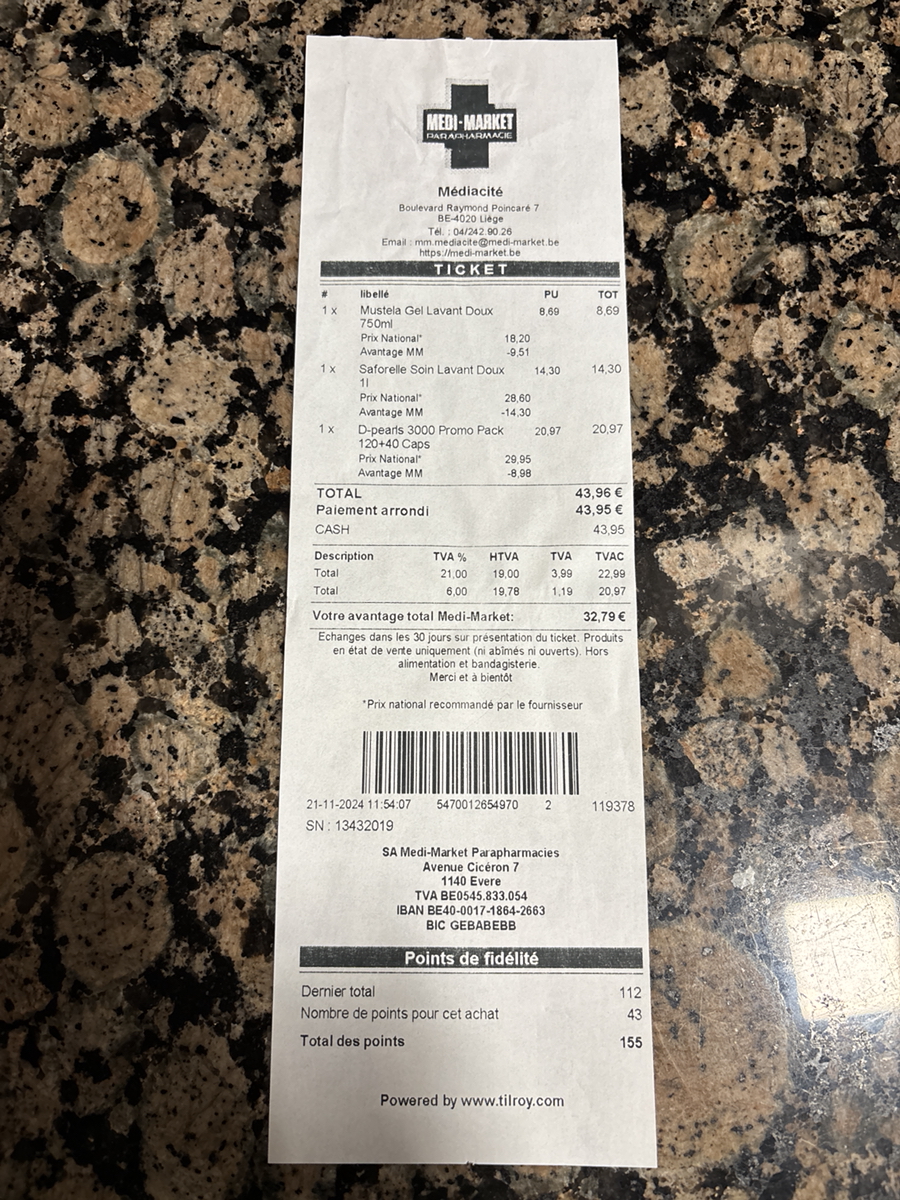 MEDI-MARKET
PARAPHARMACIE
Médiacité
Boulevard Raymond Poincaré 7
BE-4020 Liège
Tél. : 04/242.90.26
Email : mm.mediacite@medi-market.be
https://medi-market.be
TICKET
# libellé PU TOT
1 x Mustela Gel Lavant Doux 8,69 8,69
750ml
Prix National* 18,20
Avantage MM -9,51
1 x Saforelle Soin Lavant Doux 14,30 14,30
1l
Prix National* 28,60
Avantage MM -14,30
1 x D-pearls 3000 Promo Pack 20,97 20,97
120+40 Caps
Prix National* 29,95
Avantage MM -8,98
TOTAL 43,96 €
Paiement arrondi 43,95 €
CASH 43,95
Description TVA % HTVA TVA TVAC
Total 21,00 19,00 3,99 22,99
Total 6,00 19,78 1,19 20,97
Votre avantage total Medi-Market: 32,79 €
Echanges dans les 30 jours sur présentation du ticket. Produits
en état de vente uniquement (ni abîmés ni ouverts). Hors
alimentation et bandagisterie.
Merci et à bientôt
*Prix national recommandé par le fournisseur
21-11-2024 11:54:07 5470012654970 2 119378
SN : 13432019
SA Medi-Market Parapharmacies
Avenue Cicéron 7
1140 Evere
TVA BE0545.833.054
IBAN BE40-0017-1864-2663
BIC GEBABEBB
Points de fidélité
Dernier total 112
Nombre de points pour cet achat 43
Total des points 155
Powered by www.tilroy.com